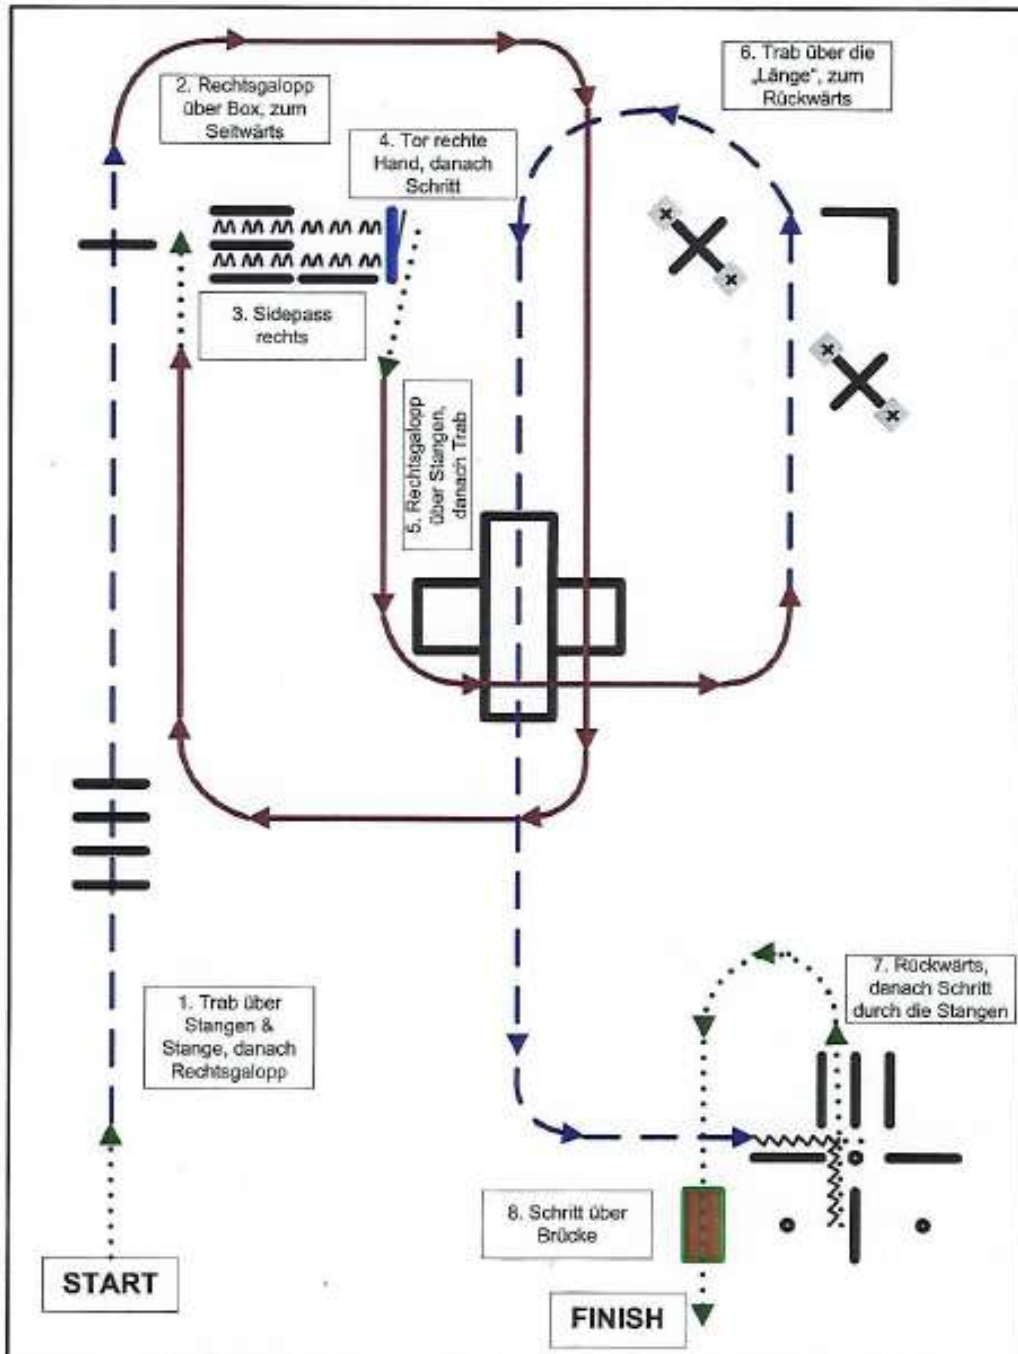 6. Trab über die
„Länge“, zum
Rückwärts
2. Rechtsgalopp
über Box, zum
Seitwärts
4. Tor rechte
Hand, danach
Schritt
3. Sidepass
rechts
5. Rechtsgalopp
über Stangen,
danach Trab
7. Rückwärts,
danach Schritt
durch die Stangen
1. Trab über
Stangen &
Stange, danach
Rechtsgalopp
8. Schritt über
Brücke
START
FINISH